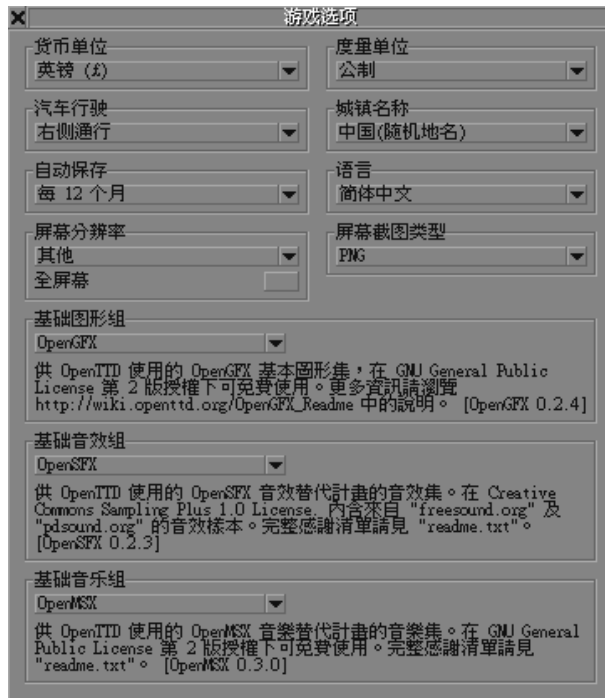 游戏选项
货币单位
英镑 (£)
度量单位
公制
汽车行驶
右侧通行
城镇名称
中国(随机地名)
自动保存
每 12 个月
语言
简体中文
屏幕分辨率
其他
全屏幕
屏幕截图类型
PNG
基础图形组
OpenGFX
供 OpenTTD 使用的 OpenGFX 基本圖形集，在 GNU General Public
License 第 2 版授權下可免費使用。更多資訊請瀏覽
http://wiki.openttd.org/OpenGFX_Readme 中的說明。 [OpenGFX 0.2.4]
基础音效组
OpenSFX
供 OpenTTD 使用的 OpenSFX 音效替代計畫的音效集。在 Creative
Commons Sampling Plus 1.0 License. 內含來自 "freesound.org" 及
"pdsound.org" 的音效樣本。完整感謝清單請見 "readme.txt"。
[OpenSFX 0.2.3]
基础音乐组
OpenMSX
供 OpenTTD 使用的 OpenMSX 音樂替代計畫的音樂集。在 GNU General
Public License 第 2 版授權下可免費使用。完整感謝清單請見
"readme.txt"。 [OpenMSX 0.3.0]